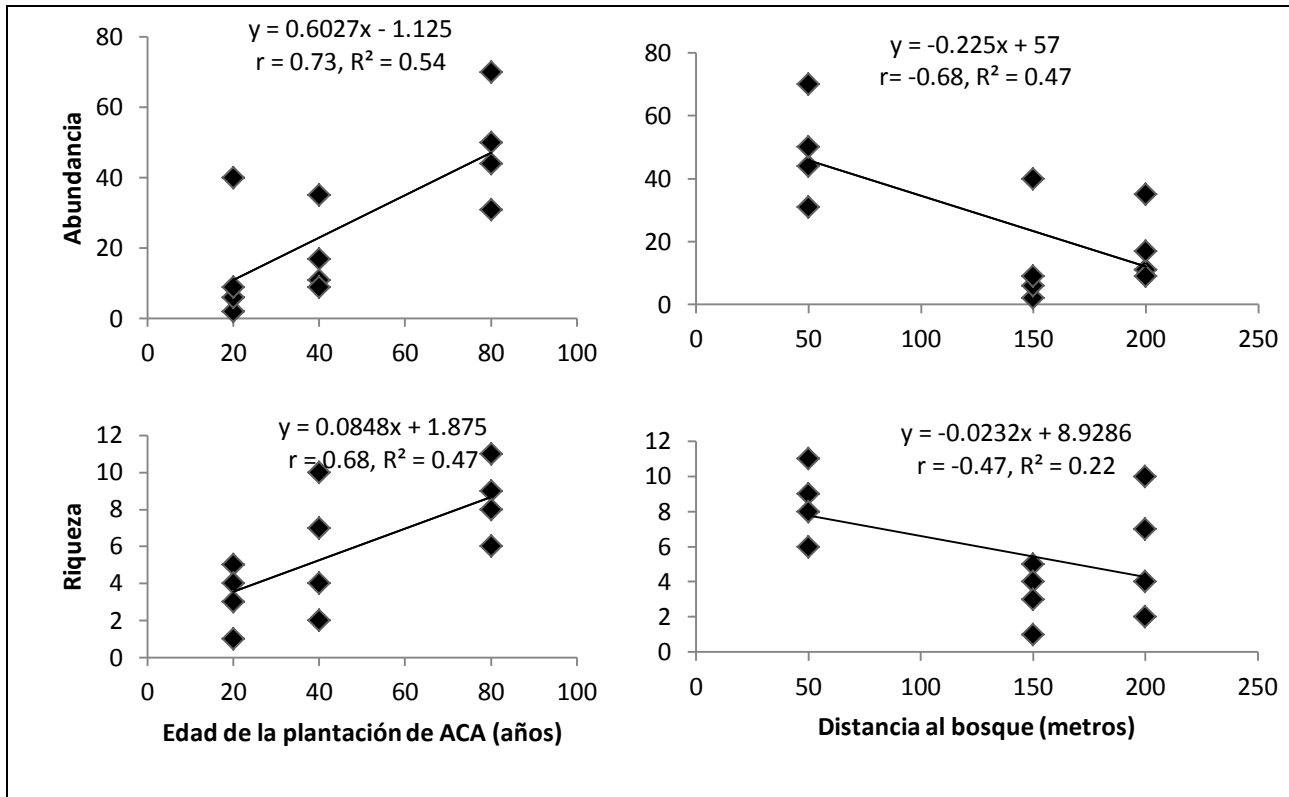 y = 0.6027x - 1.125
r = 0.73, R² = 0.54
80
60
40
20
0
Abundancia
0 20 40 60 80 100
y = -0.225x + 57
r= -0.68, R² = 0.47
80
60
40
20
0
0 50 100 150 200 250
y = 0.0848x + 1.875
r = 0.68, R² = 0.47
12
10
8
6
4
2
0
Riqueza
0 20 40 60 80 100
Edad de la plantación de ACA (años)
y = -0.0232x + 8.9286
r = -0.47, R² = 0.22
12
10
8
6
4
2
0
0 50 100 150 200 250
Distancia al bosque (metros)